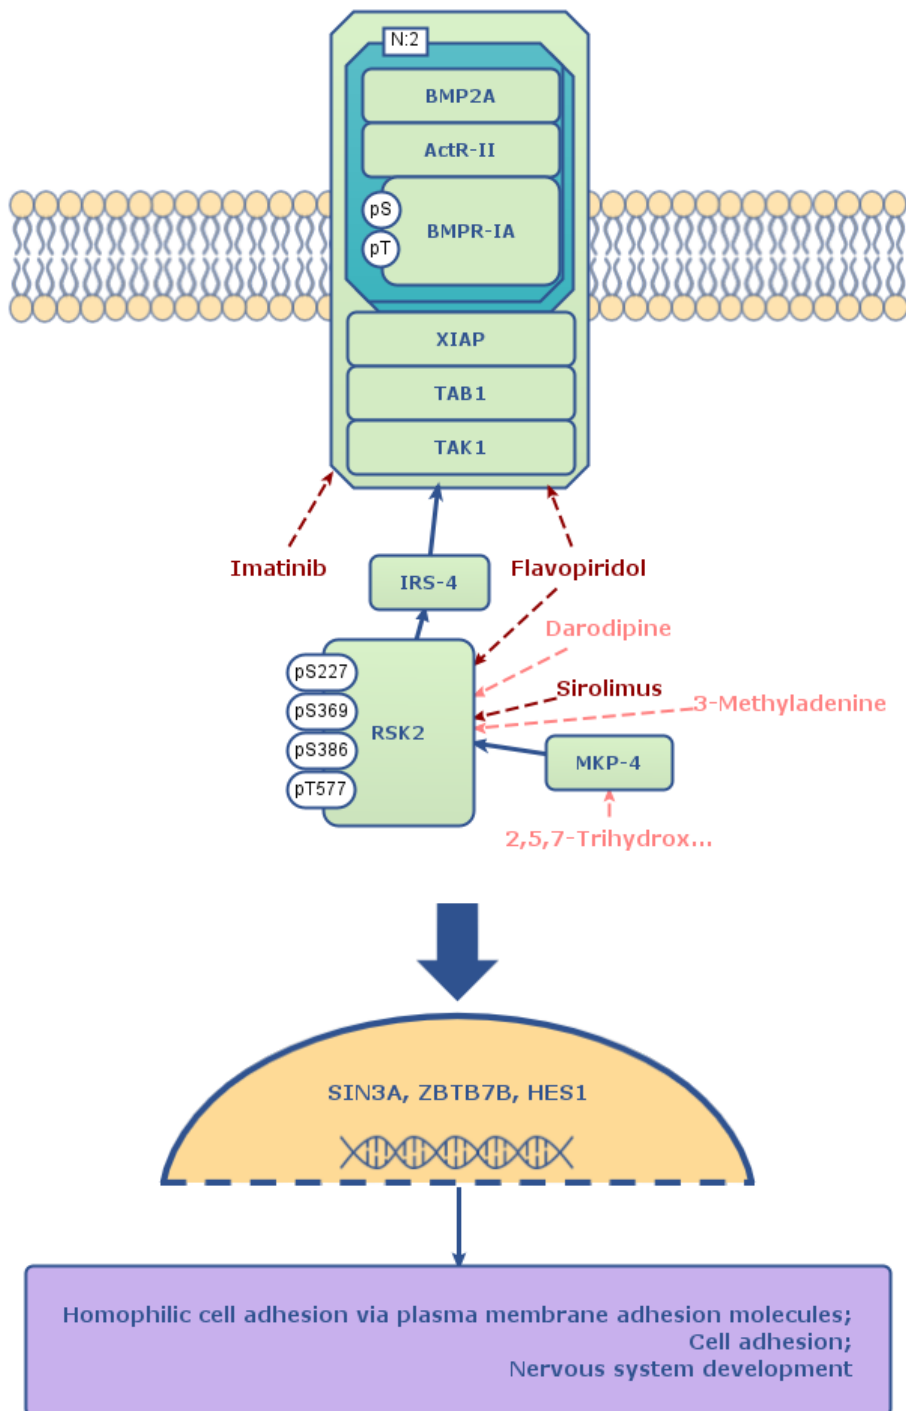 N:2
BMP2A
ActR-II
pS
BMPR-IA
pT
XIAP
TAB1
TAK1
Imatinib
IRS-4
Flavopiridol
Darodipine
pS227
Sirolimus
3-Methyladenine
pS369
RSK2
pS386
MKP-4
pT577
2,5,7-Trihydrox...
SIN3A, ZBTB7B, HES1
Homophilic cell adhesion via plasma membrane adhesion molecules;
Cell adhesion;
Nervous system development